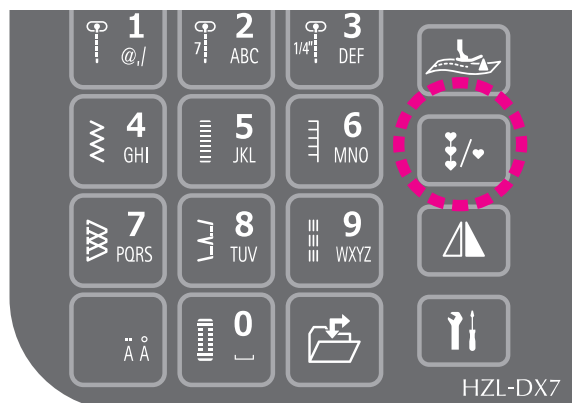 1 2 3
@,/ 7 ABC 1/4" DEF
4 5 6
GHI JKL MNO
7 8 9
PQRS TUV WXYZ
Ä Å 0
HZL-DX7